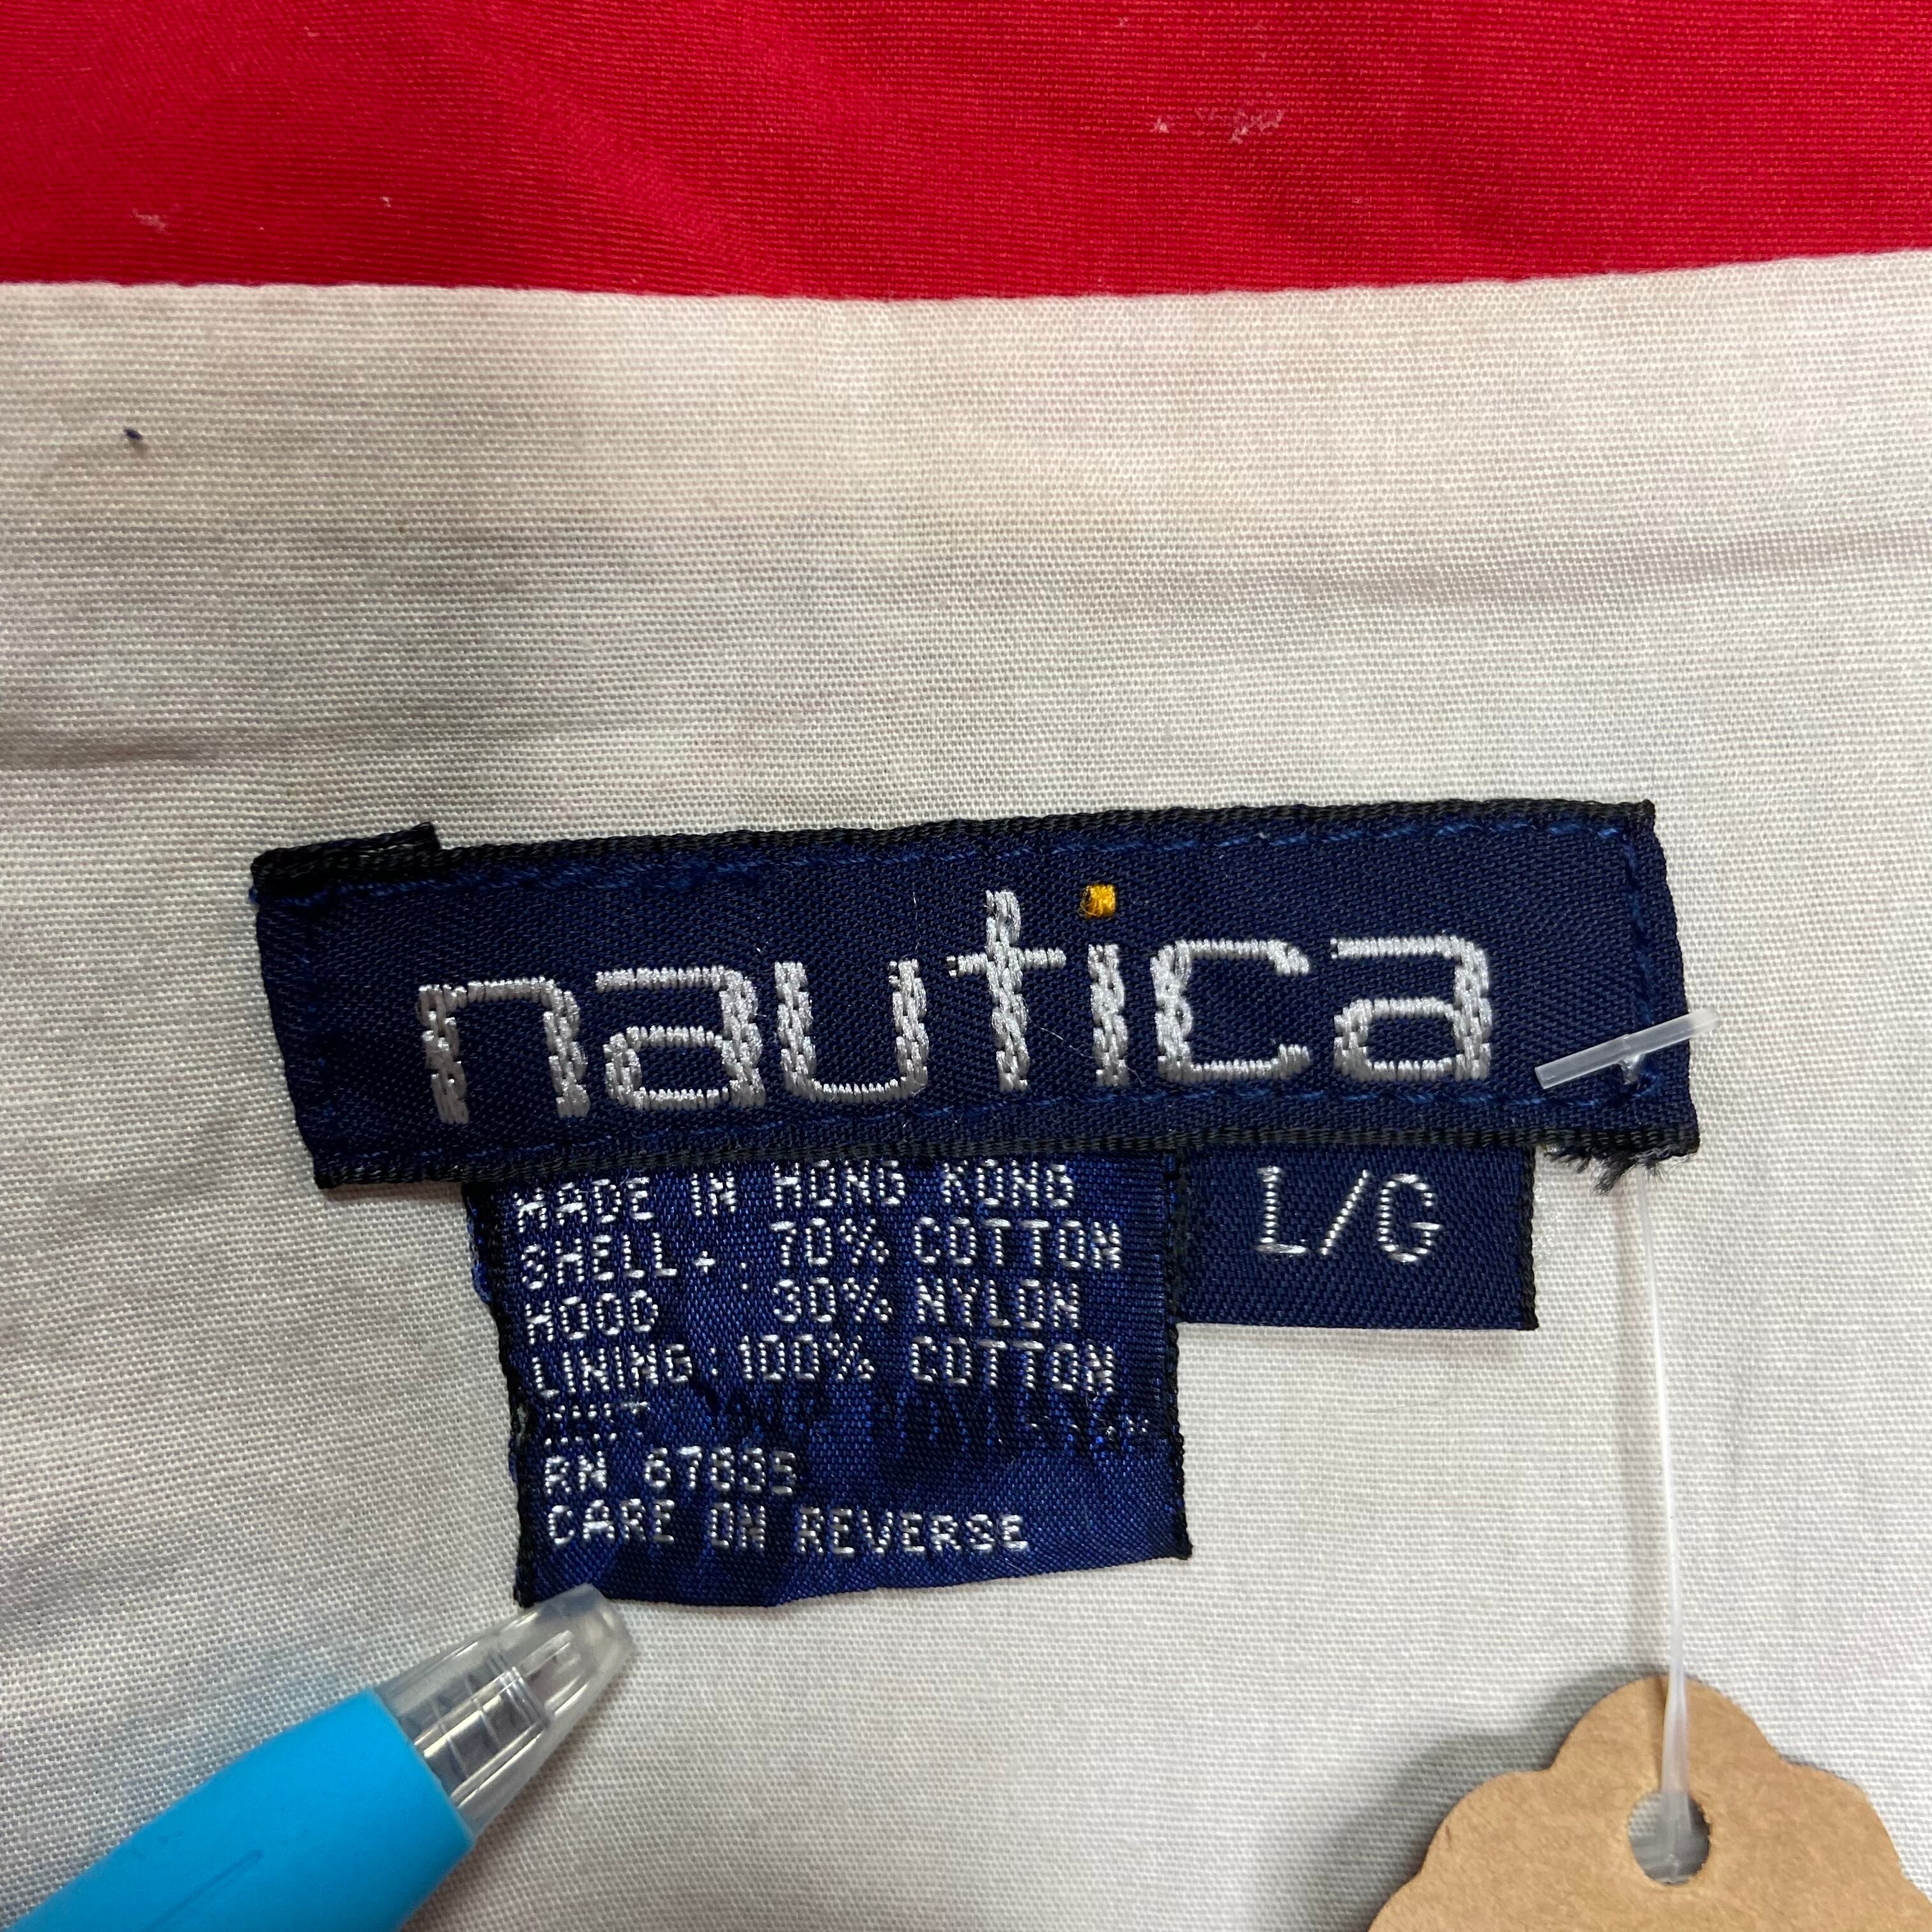 nautica
L/G
MADE IN HONG KONG
SHELL+ : 70% COTTON
HOOD 30% NYLON
LINING: 100% COTTON
RN 67835
CARE ON REVERSE